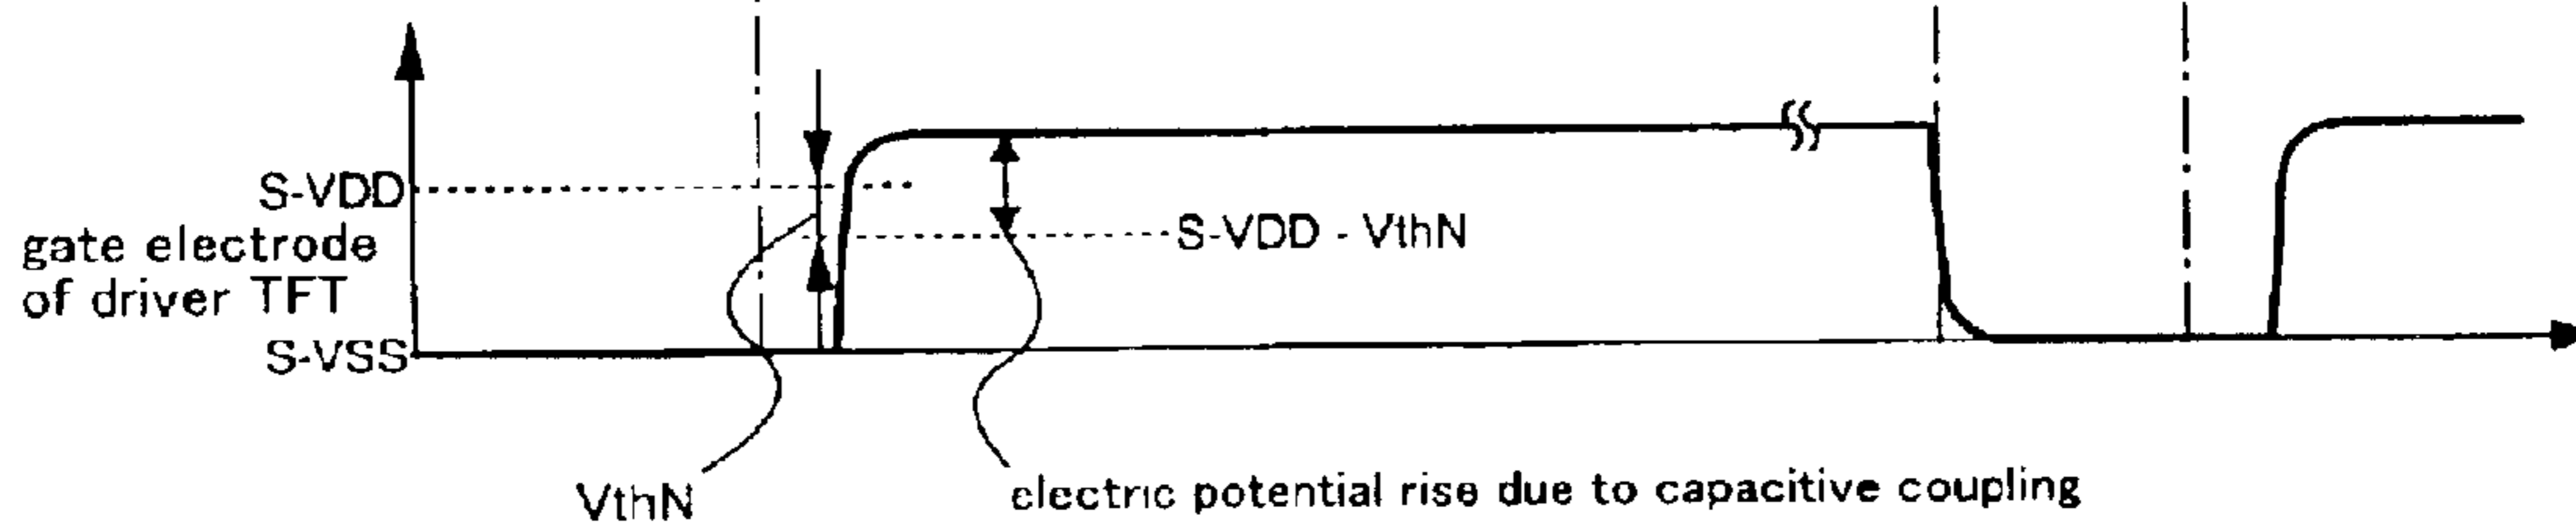 S-VDD
gate electrode
of driver TFT
S-VSS
S-VDD - VthN
VthN
electric potential rise due to capacitive coupling